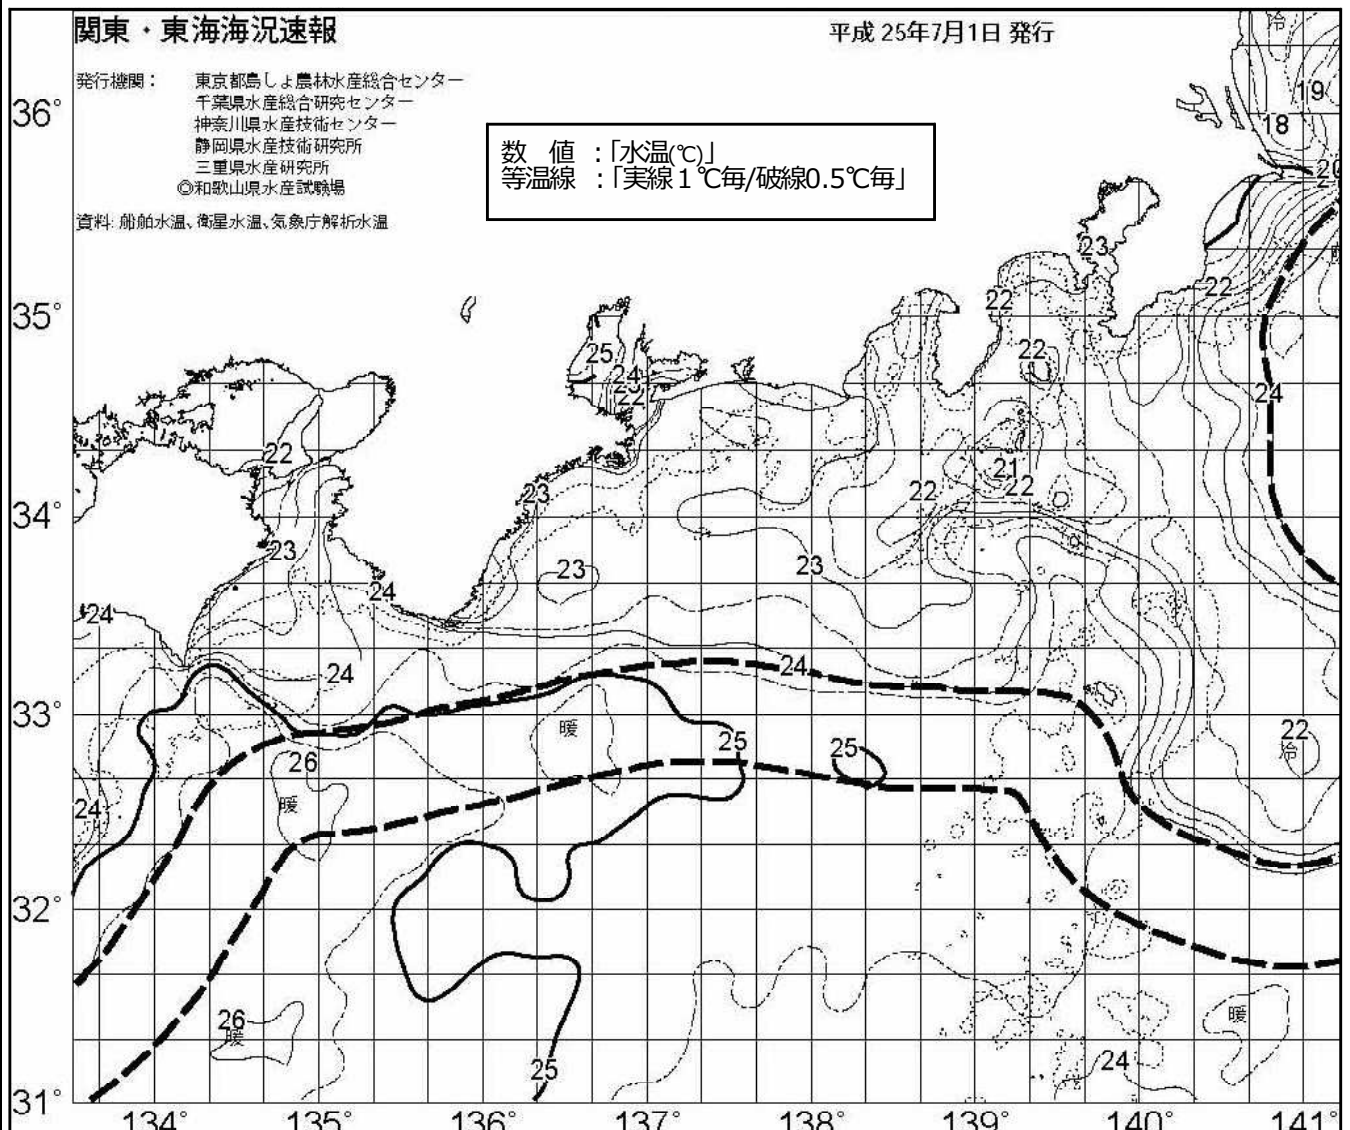 関東・東海海況速報
平成 25年7月1日 発行
発行機関： 東京都島しょ農林水産総合センター
千葉県水産総合研究センター
神奈川県水産技術センター
静岡県水産技術研究所
三重県水産研究所
◎和歌山県水産試験場
資料: 船舶水温、衛星水温、気象庁解析水温
数　値　：「水温(℃)」
等温線　：「実線１℃毎/破線0.5℃毎」
冷
19
36°
18
20
23
暖
22
22
35°
25
22
24
24
22
22
21
22
23
22
34°
23
23
23
24
24
24
24
33°
22
冷
暖
25
25
26
暖
24
32°
26
暖
暖
25
24
31°
134°
135°
136°
137°
138°
139°
140°
141°